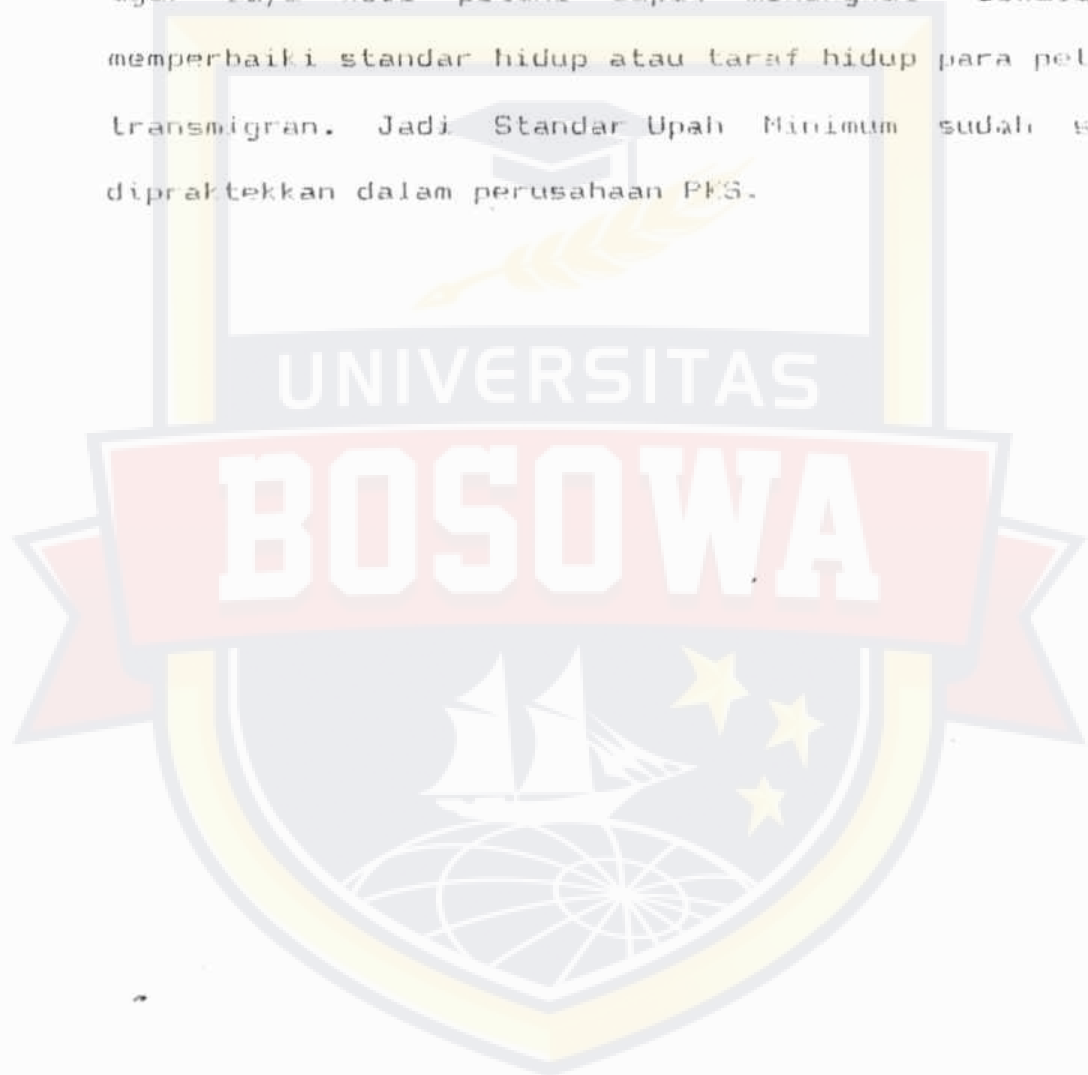 memperbaiki standar hidup atau taraf hidup para
transmigran. Jadi Standar Upah Minimum sudah
dipraktekkan dalam perusahaan PKS.
UNIVERSITAS
BOSOWA